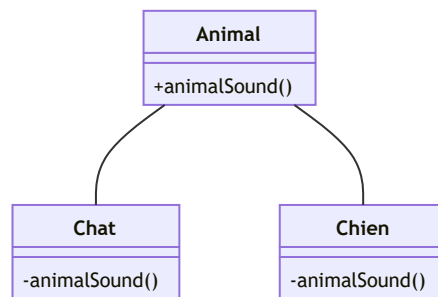 Animal
+animalSound()
Chat
-animalSound()
Chien
-animalSound()